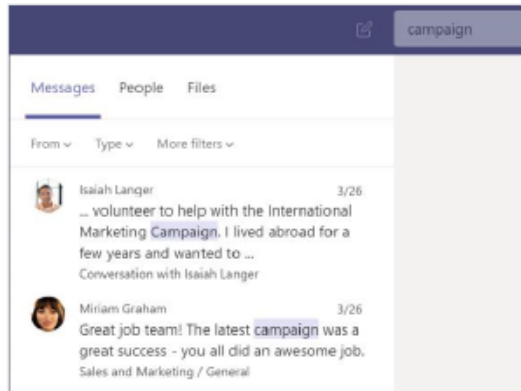 campaign
Messages People Files
From Type More filters
Isaiah Langer 3/26
... volunteer to help with the International
Marketing Campaign. I lived abroad for a
few years and wanted to ...
Conversation with Isaiah Langer
Miriam Graham 3/26
Great job team! The latest campaign was a
great success - you all did an awesome job.
Sales and Marketing / General